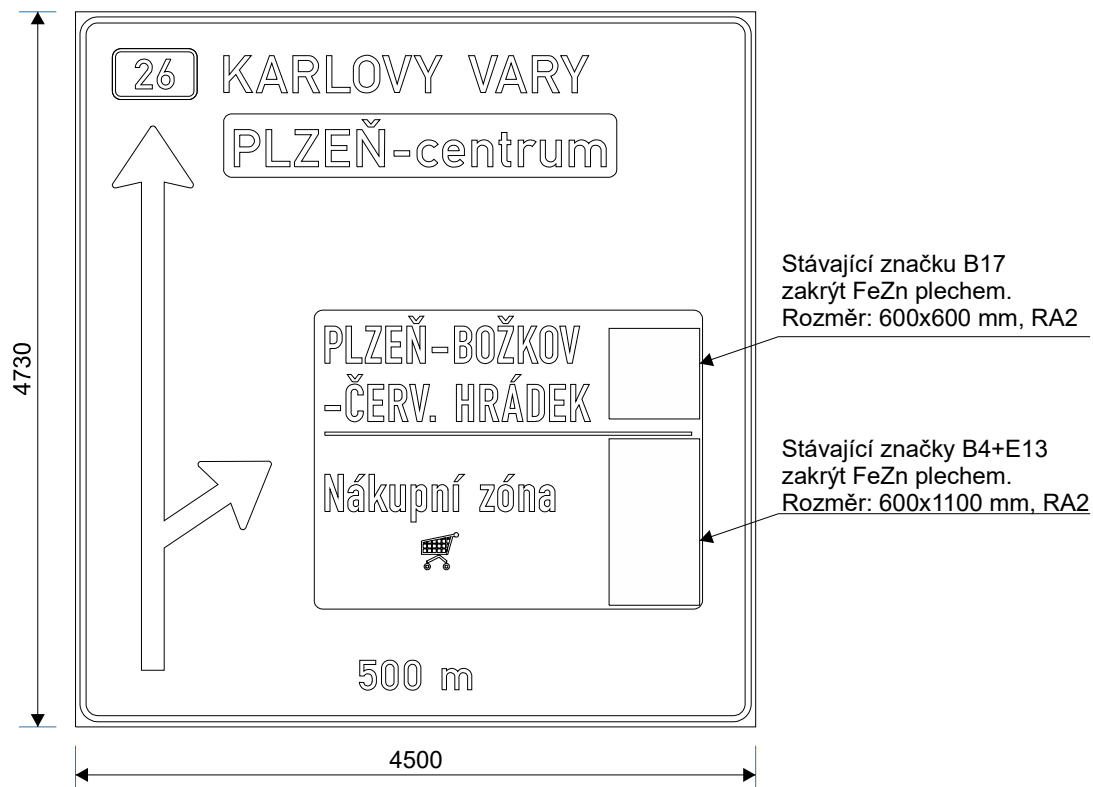 26 KARLOVY VARY
PLZEŇ-centrum
PLZEŇ-BOŽKOV
-ČERV. HRÁDEK
Nákupní zóna
500 m
Stávající značku B17
zakrýt FeZn plechem.
Rozměr: 600x600 mm, RA2
Stávající značky B4+E13
zakrýt FeZn plechem.
Rozměr: 600x1100 mm, RA2
4730
4500